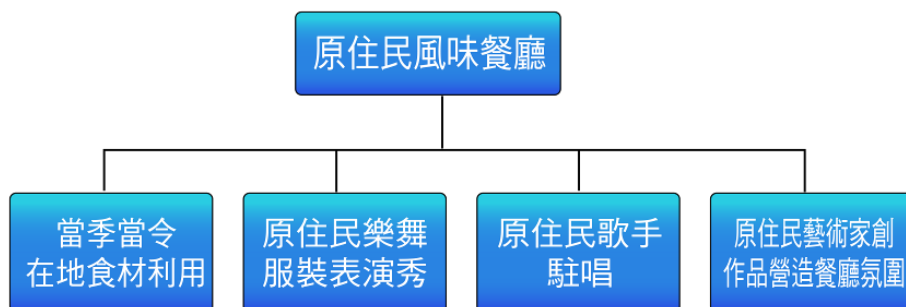 原住民風味餐廳
當季當令
在地食材利用
原住民樂舞
服裝表演秀
原住民歌手
駐唱
原住民藝術家創
作品營造餐廳氛圍